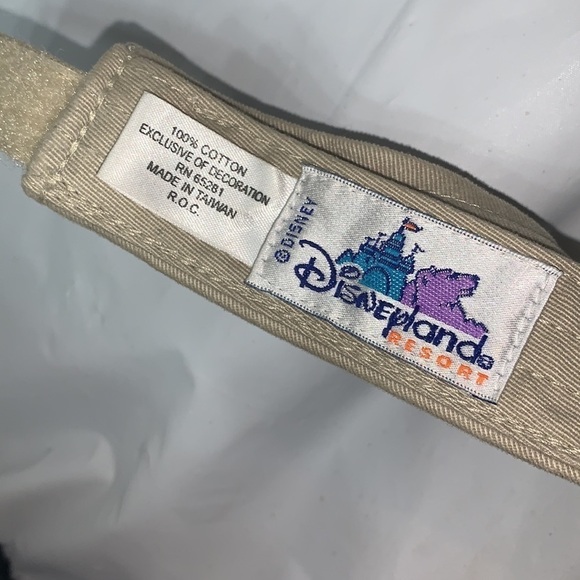 100% COTTON
EXCLUSIVE OF DECORATION
RN 65281
MADE IN TAIWAN
R.O.C.
© DISNEY
Disneyland®
RESORT